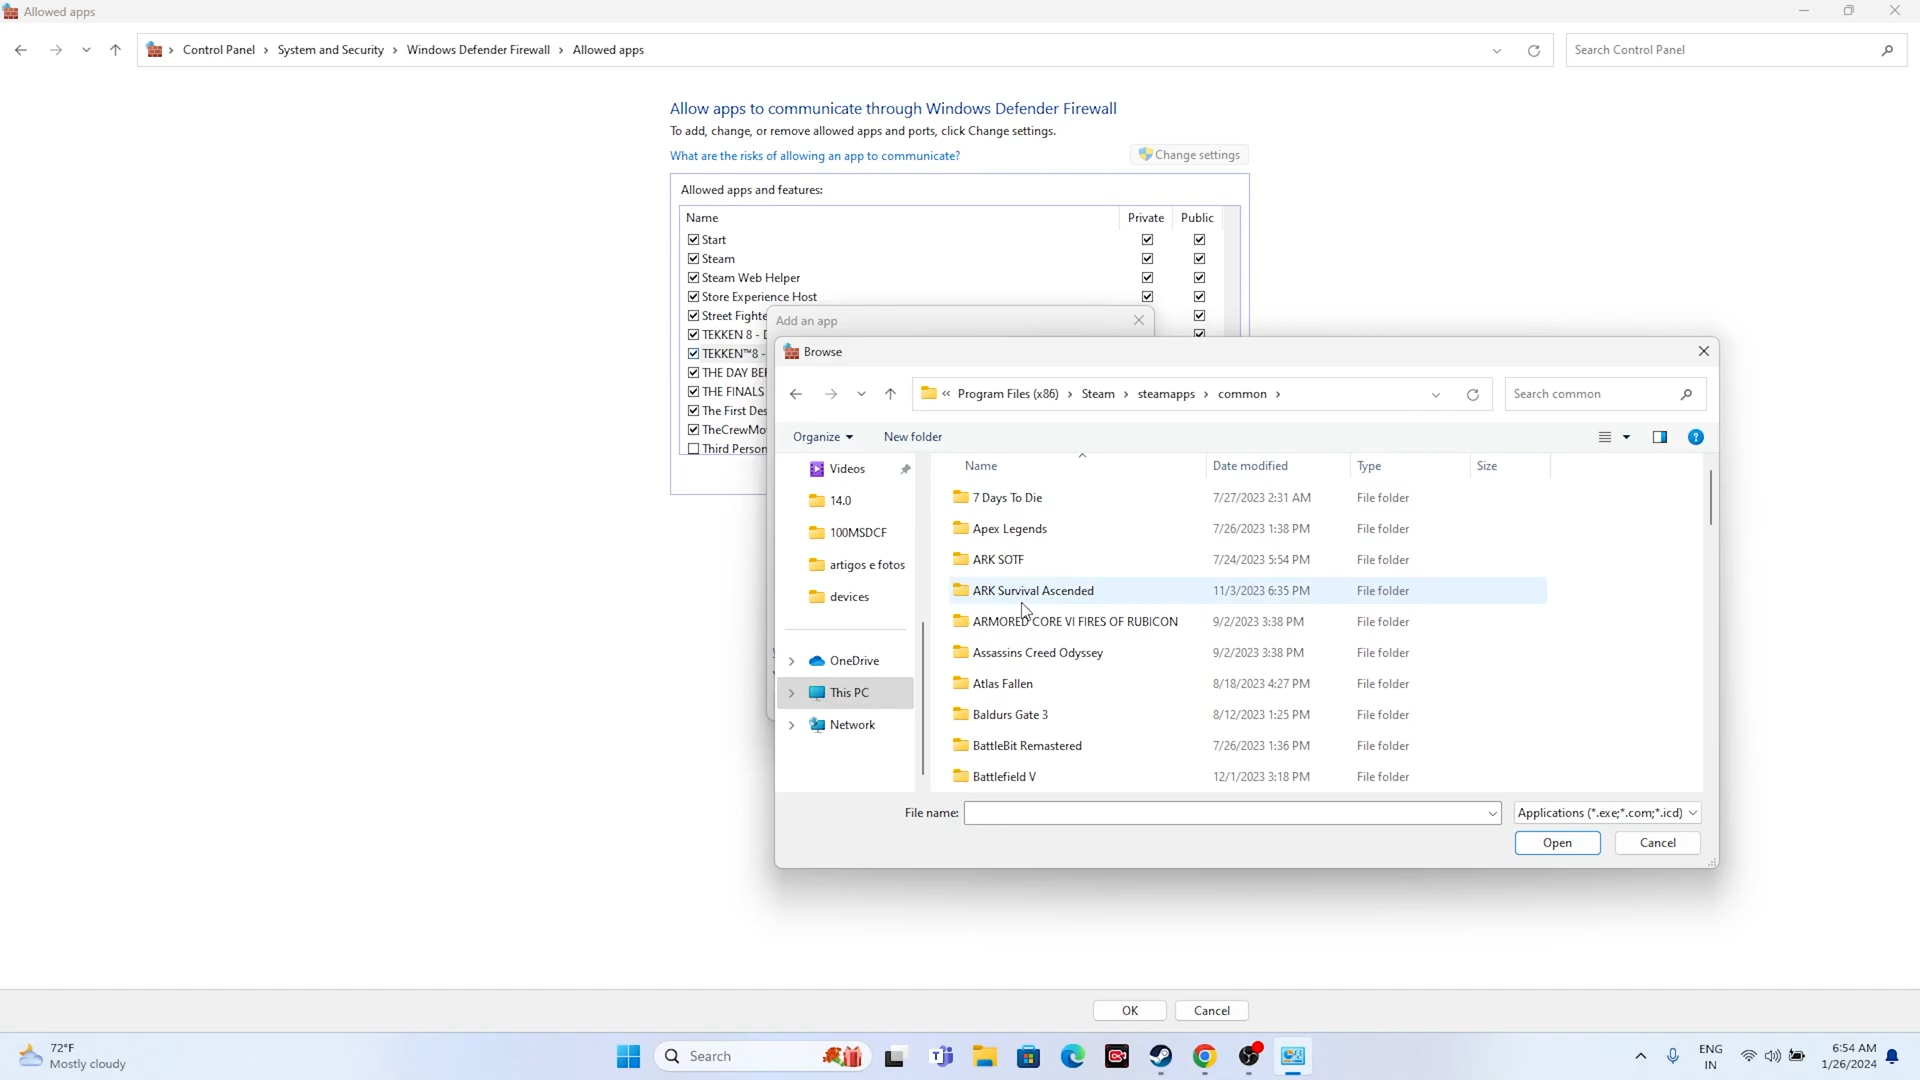 Allowed apps
Control Panel > System and Security > Windows Defender Firewall > Allowed apps
Search Control Panel
Allow apps to communicate through Windows Defender Firewall
To add, change, or remove allowed apps and ports, click Change settings.
What are the risks of allowing an app to communicate?
Change settings
Allowed apps and features:
Name Private Public
Start
Steam
Steam Web Helper
Store Experience Host
Street Fighte
TEKKEN 8 -
TEKKEN™8 -
THE DAY BEF
THE FINALS
The First Des
TheCrewMo
Third Person
Add an app
Browse
« Program Files (x86) > Steam > steamapps > common >
Search common
Organize New folder
Videos
14.0
100MSDCF
artigos e fotos
devices
OneDrive
This PC
Network
Name Date modified Type Size
7 Days To Die 7/27/2023 2:31 AM File folder
Apex Legends 7/26/2023 1:38 PM File folder
ARK SOTF 7/24/2023 5:54 PM File folder
ARK Survival Ascended 11/3/2023 6:35 PM File folder
ARMORED CORE VI FIRES OF RUBICON 9/2/2023 3:38 PM File folder
Assassins Creed Odyssey 9/2/2023 3:38 PM File folder
Atlas Fallen 8/18/2023 4:27 PM File folder
Baldurs Gate 3 8/12/2023 1:25 PM File folder
BattleBit Remastered 7/26/2023 1:36 PM File folder
Battlefield V 12/1/2023 3:18 PM File folder
File name:
Applications (*.exe;*.com;*.icd)
Open Cancel
OK Cancel
72°F
Mostly cloudy
Search
ENG
IN
6:54 AM
1/26/2024